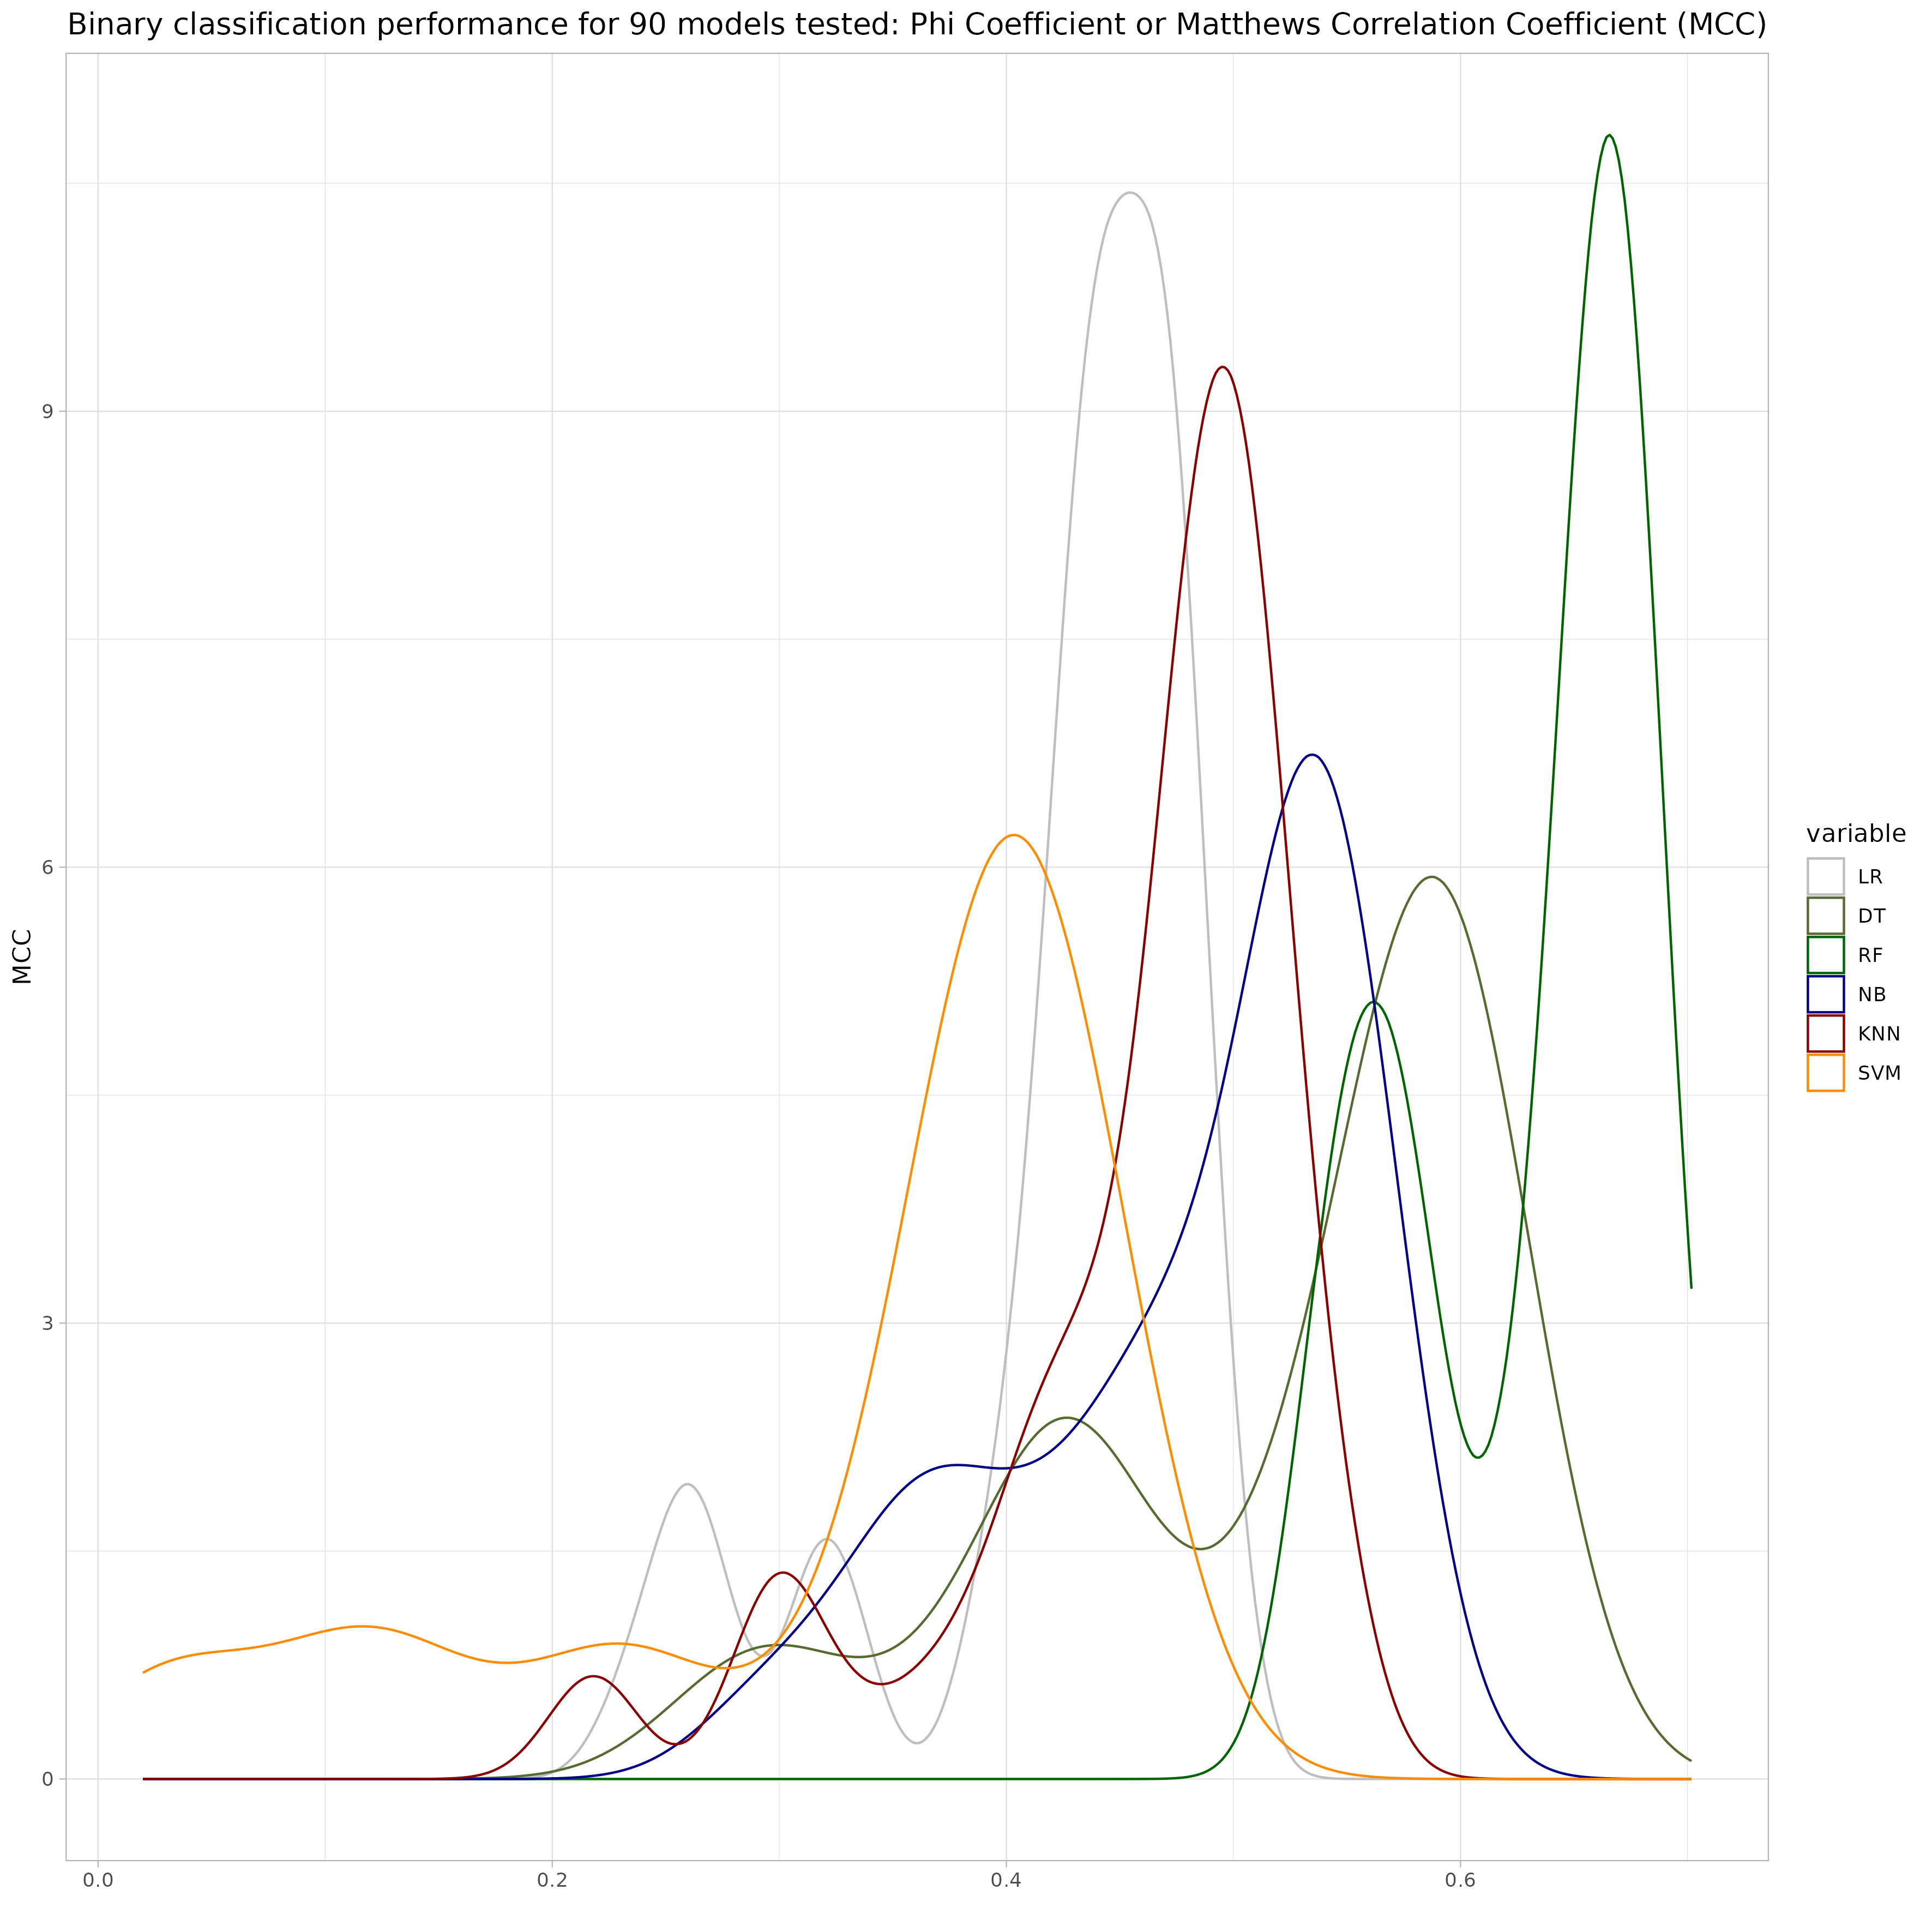 Binary classification performance for 90 models tested: Phi Coefficient or Matthews Correlation Coefficient (MCC)
9
6
3
0
MCC
0.0 0.2 0.4 0.6
variable
LR
DT
RF
NB
KNN
SVM